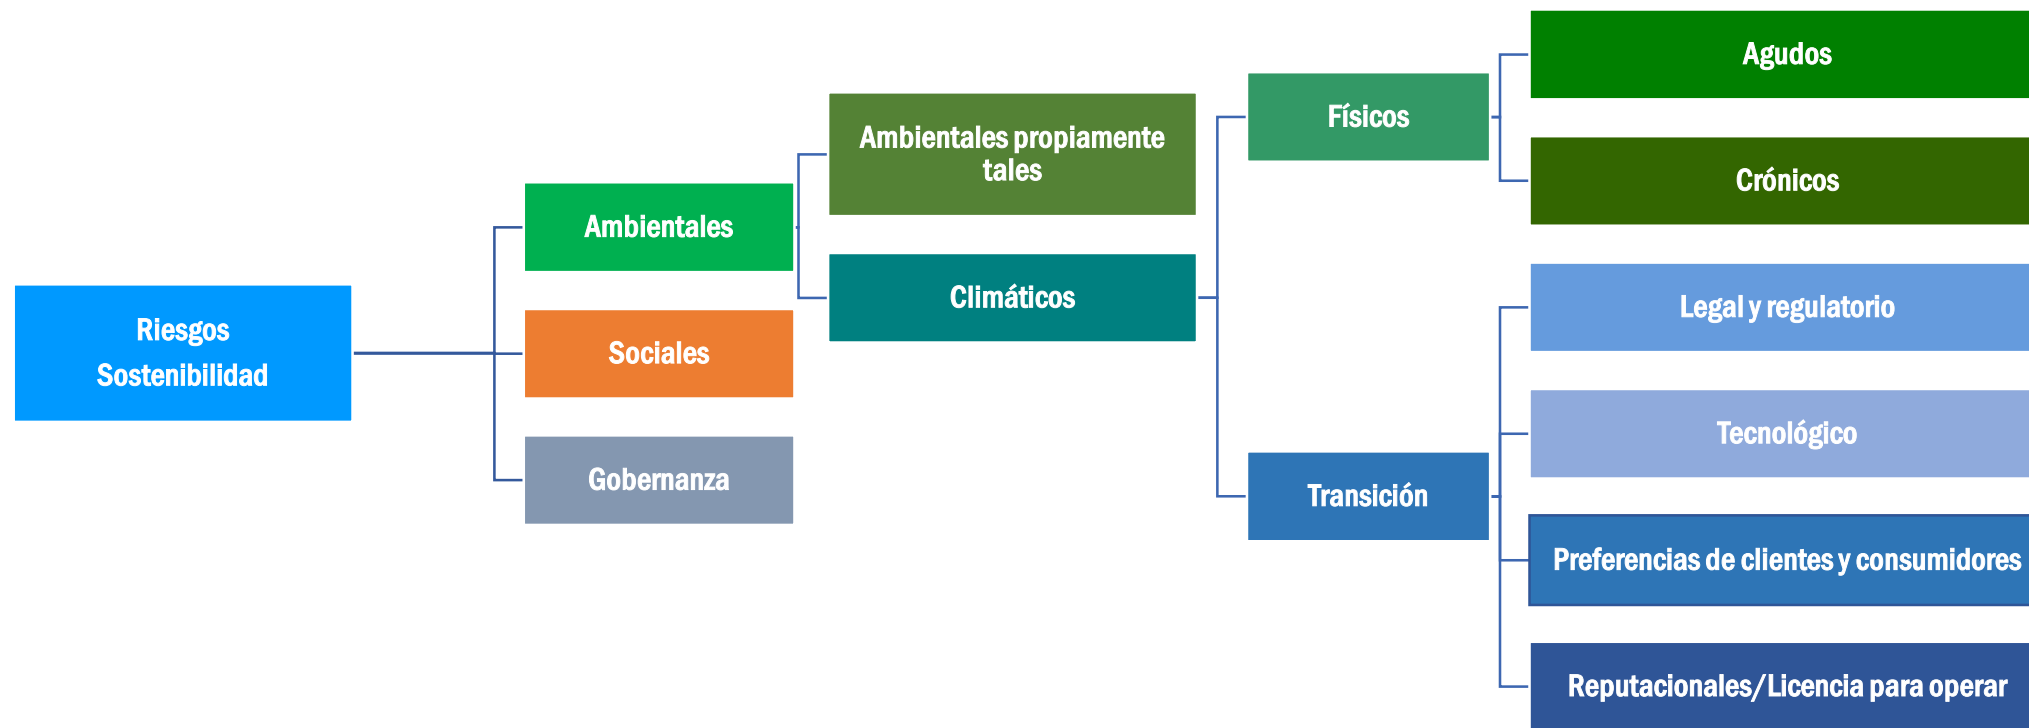 Riesgos
Sostenibilidad
Ambientales
Sociales
Gobernanza
Ambientales propiamente
tales
Climáticos
Físicos
Transición
Agudos
Crónicos
Legal y regulatorio
Tecnológico
Preferencias de clientes y consumidores
Reputacionales/Licencia para operar